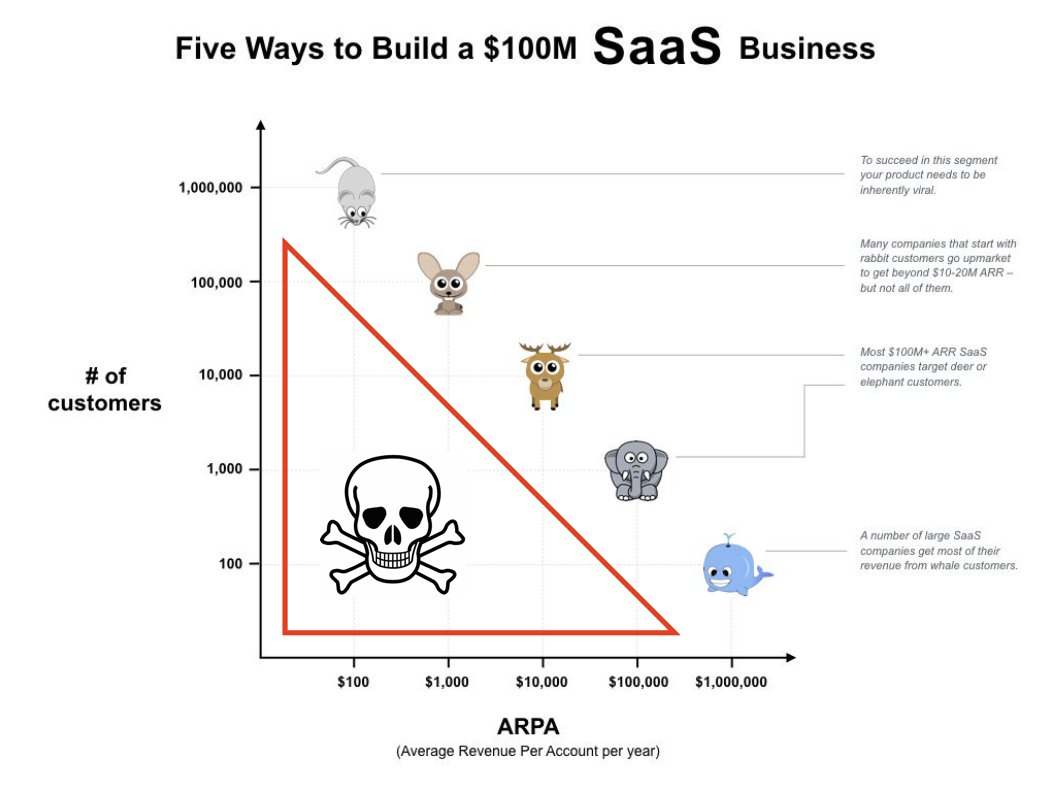 Five Ways to Build a $100M SaaS Business
To succeed in this segment
your product needs to be
inherently viral.
1,000,000
Many companies that start with
rabbit customers go upmarket
to get beyond $10-20M ARR –
but not all of them.
100,000
Most $100M+ ARR SaaS
companies target deer or
elephant customers.
10,000
# of
customers
1,000
A number of large SaaS
companies get most of their
revenue from whale customers.
100
$100
$1,000
$10,000
$100,000
$1,000,000
ARPA
(Average Revenue Per Account per year)